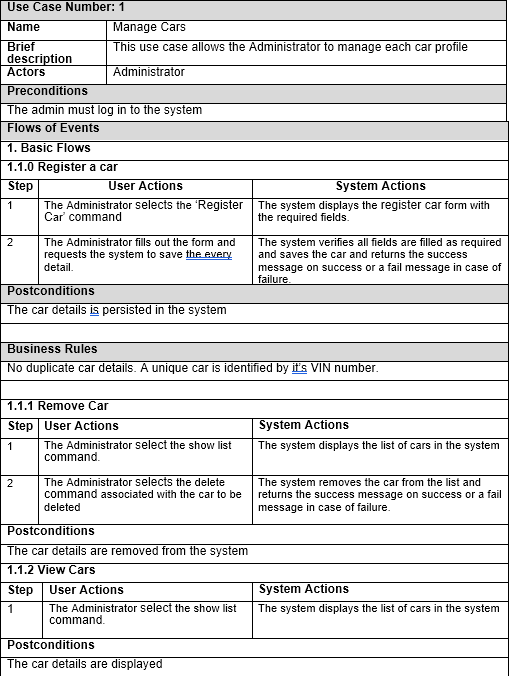 Use Case Number: 1
Name Manage Cars
Brief This use case allows the Administrator to manage each car profile
description
Actors Administrator
Preconditions
The admin must log in to the system
Flows of Events
1. Basic Flows
1.1.0 Register a car
Step User Actions System Actions
1 The Administrator selects the ‘Register The system displays the register car form with
Car’ command the required fields.
2 The Administrator fills out the form and The system verifies all fields are filled as required
requests the system to save the every and saves the car and returns the success
detail. message on success or a fail message in case of
failure.
Postconditions
The car details is persisted in the system
Business Rules
No duplicate car details. A unique car is identified by it’s VIN number.
1.1.1 Remove Car
Step User Actions System Actions
1 The Administrator select the show list The system displays the list of cars in the system
command.
2 The Administrator selects the delete The system removes the car from the list and
command associated with the car to be returns the success message on success or a fail
deleted message in case of failure.
Postconditions
The car details are removed from the system
1.1.2 View Cars
Step User Actions System Actions
1 The Administrator select the show list The system displays the list of cars in the system
command.
Postconditions
The car details are displayed